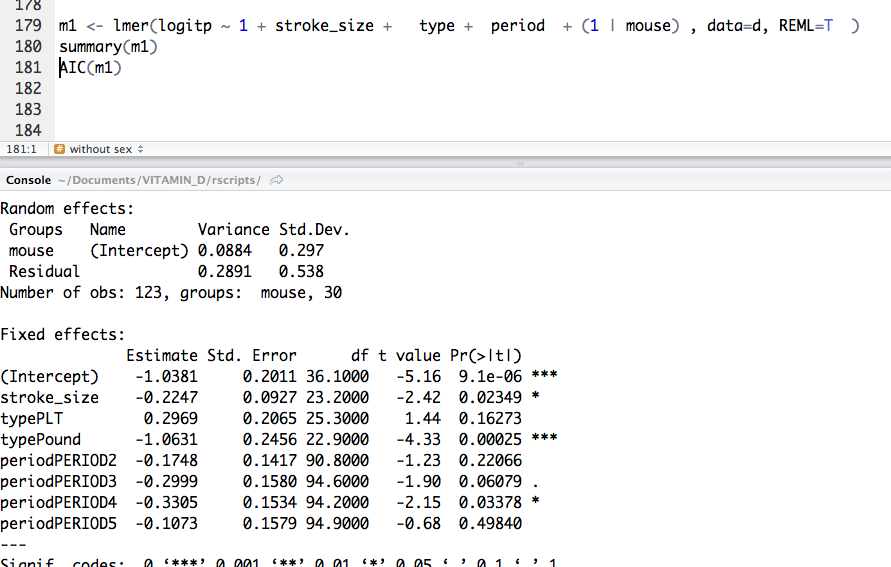 178
179 m1 <- lmer(logitp ~ 1 + stroke_size + type + period + (1 | mouse) , data=d, REML=T )
180 summary(m1)
181 AIC(m1)
182
183
184
181:1 # without sex
Console ~/Documents/VITAMIN_D/rscripts/
Random effects:
Groups Name Variance Std.Dev.
mouse (Intercept) 0.0884 0.297
Residual 0.2891 0.538
Number of obs: 123, groups: mouse, 30
Fixed effects:
Estimate Std. Error df t value Pr(>|t|)
(Intercept) -1.0381 0.2011 36.1000 -5.16 9.1e-06 ***
stroke_size -0.2247 0.0927 23.2000 -2.42 0.02349 *
typePLT 0.2969 0.2065 25.3000 1.44 0.16273
typePound -1.0631 0.2456 22.9000 -4.33 0.00025 ***
periodPERIOD2 -0.1748 0.1417 90.8000 -1.23 0.22066
periodPERIOD3 -0.2999 0.1580 94.6000 -1.90 0.06079 .
periodPERIOD4 -0.3305 0.1534 94.2000 -2.15 0.03378 *
periodPERIOD5 -0.1073 0.1579 94.9000 -0.68 0.49840
---
Signif. codes: 0 ‘***’ 0.001 ‘**’ 0.01 ‘*’ 0.05 ‘.’ 0.1 ‘ ’ 1